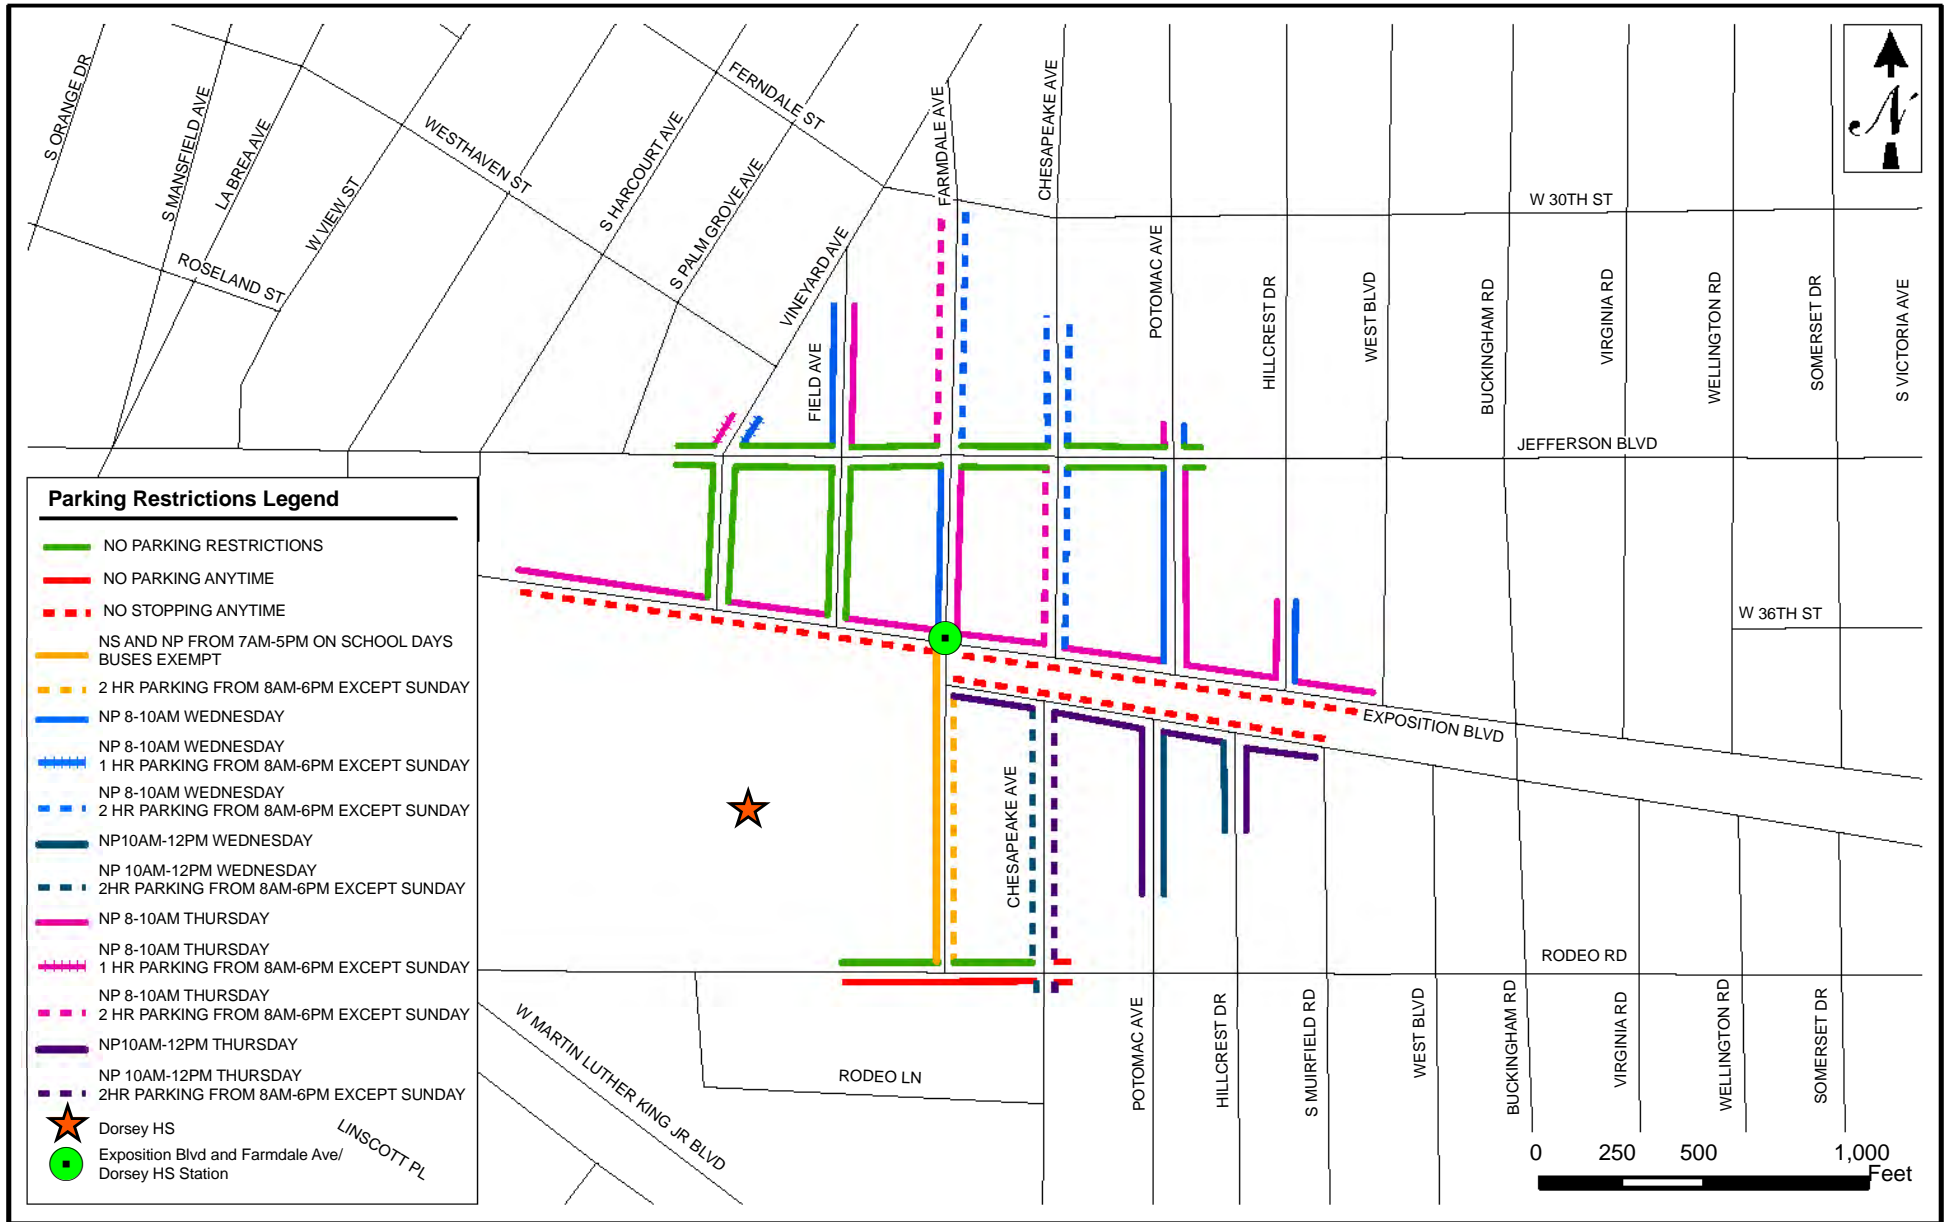 S ORANGE DR
S MANSFIELD AVE
LA BREA AVE
W VIEW ST
ROSELAND ST
WESTHAVEN ST
S HARCOURT AVE
S PALM GROVE AVE
FERNDALE ST
VINEYARD AVE
FIELD AVE
FARMDALE AVE
CHESAPEAKE AVE
POTOMAC AVE
HILLCREST DR
WEST BLVD
BUCKINGHAM RD
VIRGINIA RD
WELLINGTON RD
SOMERSET DR
S VICTORIA AVE
W 30TH ST
N
JEFFERSON BLVD
W 36TH ST
EXPOSITION BLVD
CHESAPEAKE AVE
RODEO RD
POTOMAC AVE
HILLCREST DR
S MUIRFIELD RD
WEST BLVD
BUCKINGHAM RD
VIRGINIA RD
WELLINGTON RD
SOMERSET DR
RODEO LN
W MARTIN LUTHER KING JR BLVD
LINSCOTT PL
Parking Restrictions Legend
NO PARKING RESTRICTIONS
NO PARKING ANYTIME
NO STOPPING ANYTIME
NS AND NP FROM 7AM-5PM ON SCHOOL DAYS
BUSES EXEMPT
2 HR PARKING FROM 8AM-6PM EXCEPT SUNDAY
NP 8-10AM WEDNESDAY
NP 8-10AM WEDNESDAY
1 HR PARKING FROM 8AM-6PM EXCEPT SUNDAY
NP 8-10AM WEDNESDAY
2 HR PARKING FROM 8AM-6PM EXCEPT SUNDAY
NP10AM-12PM WEDNESDAY
NP 10AM-12PM WEDNESDAY
2HR PARKING FROM 8AM-6PM EXCEPT SUNDAY
NP 8-10AM THURSDAY
NP 8-10AM THURSDAY
1 HR PARKING FROM 8AM-6PM EXCEPT SUNDAY
NP 8-10AM THURSDAY
2 HR PARKING FROM 8AM-6PM EXCEPT SUNDAY
NP10AM-12PM THURSDAY
NP 10AM-12PM THURSDAY
2HR PARKING FROM 8AM-6PM EXCEPT SUNDAY
Dorsey HS
Exposition Blvd and Farmdale Ave/
Dorsey HS Station
0 250 500 1,000
Feet